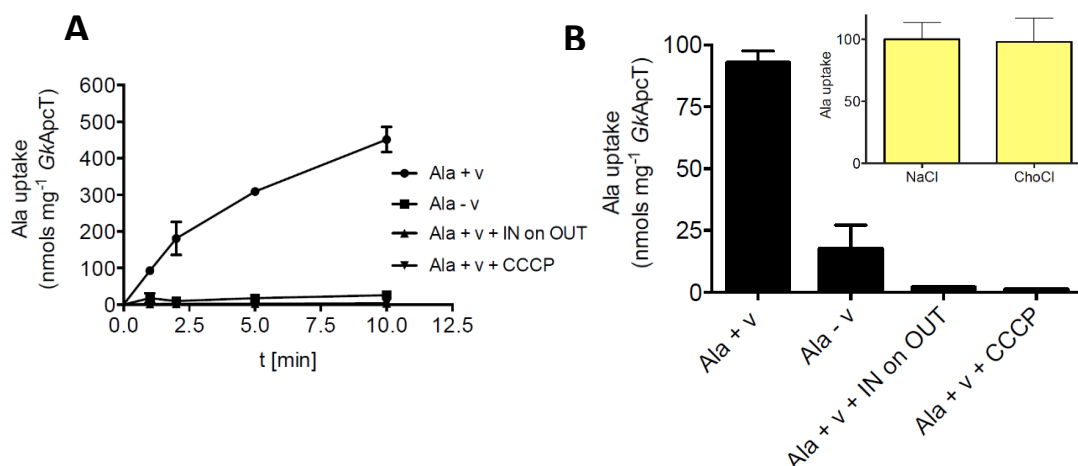 A
Ala uptake
(nmols mg⁻¹ GkApcT)
600
500
400
300
200
100
0
0.0
2.5
5.0
7.5
10.0
12.5
t [min]
Ala + v
Ala - v
Ala + v + IN on OUT
Ala + v + CCCP
B
Ala uptake
(nmols mg⁻¹ GkApcT)
100
75
50
25
0
Ala + v
Ala - v
Ala + v + IN on OUT
Ala + v + CCCP
Ala uptake
100
50
0
NaCl
ChoCl